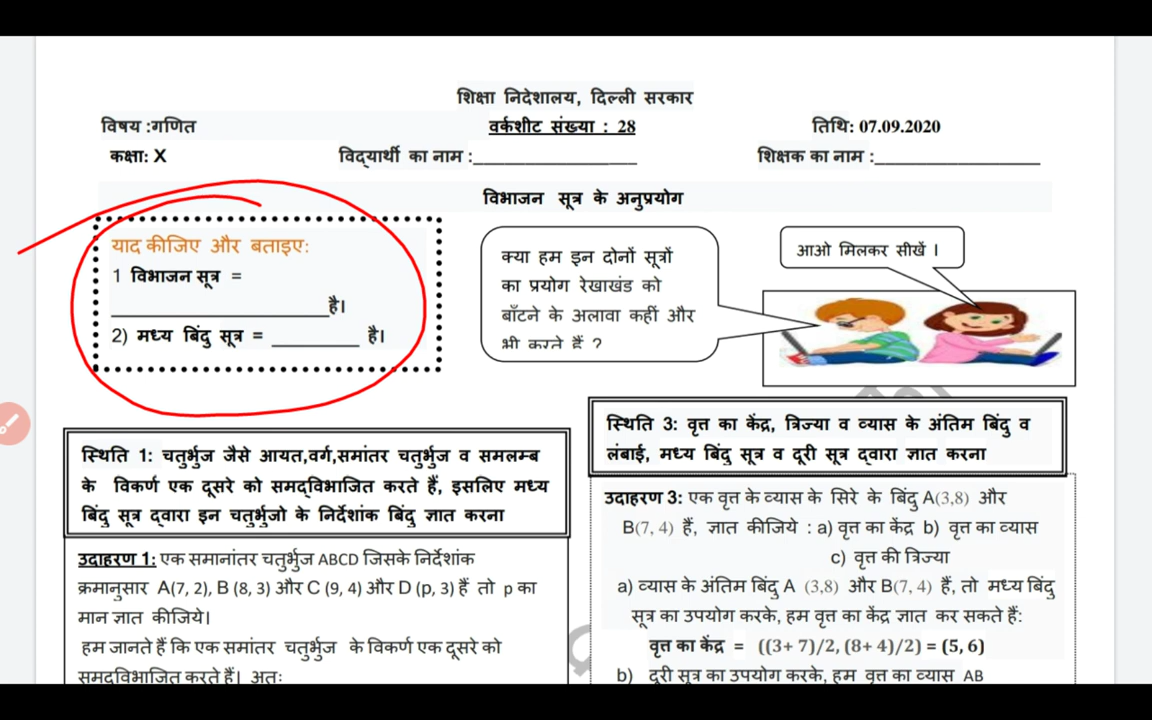 शिक्षा निदेशालय, दिल्ली सरकार
विषय :गणित वर्कशीट संख्या : 28 तिथि: 07.09.2020
कक्षा: X विद्यार्थी का नाम :__________________ शिक्षक का नाम :__________________
विभाजन सूत्र के अनुप्रयोग
याद कीजिए और बताइए:
1 विभाजन सूत्र =
________________________है।
2) मध्य बिंदु सूत्र = __________ है।
क्या हम इन दोनों सूत्रों
का प्रयोग रेखाखंड को
बाँटने के अलावा कहीं और
भी करते हैं ?
आओ मिलकर सीखें ।
स्थिति 1: चतुर्भुज जैसे आयत,वर्ग,समांतर चतुर्भुज व समलम्ब
के विकर्ण एक दूसरे को समद्विभाजित करते हैं, इसलिए मध्य
बिंदु सूत्र द्वारा इन चतुर्भुजो के निर्देशांक बिंदु ज्ञात करना
उदाहरण 1: एक समानांतर चतुर्भुज ABCD जिसके निर्देशांक
क्रमानुसार A(7, 2), B (8, 3) और C (9, 4) और D (p, 3) हैं तो p का
मान ज्ञात कीजिये।
हम जानते हैं कि एक समांतर चतुर्भुज के विकर्ण एक दूसरे को
समद्विभाजित करते हैं। अतः
स्थिति 3: वृत्त का केंद्र, त्रिज्या व व्यास के अंतिम बिंदु व
लंबाई, मध्य बिंदु सूत्र व दूरी सूत्र द्वारा ज्ञात करना
उदाहरण 3: एक वृत्त के व्यास के सिरे के बिंदु A(3,8) और
B(7, 4) हैं, ज्ञात कीजिये : a) वृत्त का केंद्र b) वृत्त का व्यास
c) वृत्त की त्रिज्या
a) व्यास के अंतिम बिंदु A (3,8) और B(7, 4) हैं, तो मध्य बिंदु
सूत्र का उपयोग करके, हम वृत्त का केंद्र ज्ञात कर सकते हैं:
वृत्त का केंद्र = ((3+ 7)/2, (8+ 4)/2) = (5, 6)
b) दूरी सूत्र का उपयोग करके, हम वृत्त का व्यास AB